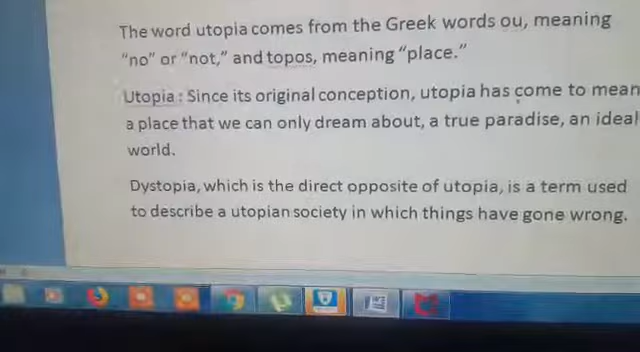 The word utopia comes from the Greek words ou, meaning
"no" or "not," and topos, meaning "place."
Utopia : Since its original conception, utopia has come to mean
a place that we can only dream about, a true paradise, an ideal
world.
Dystopia, which is the direct opposite of utopia, is a term used
to describe a utopian society in which things have gone wrong.